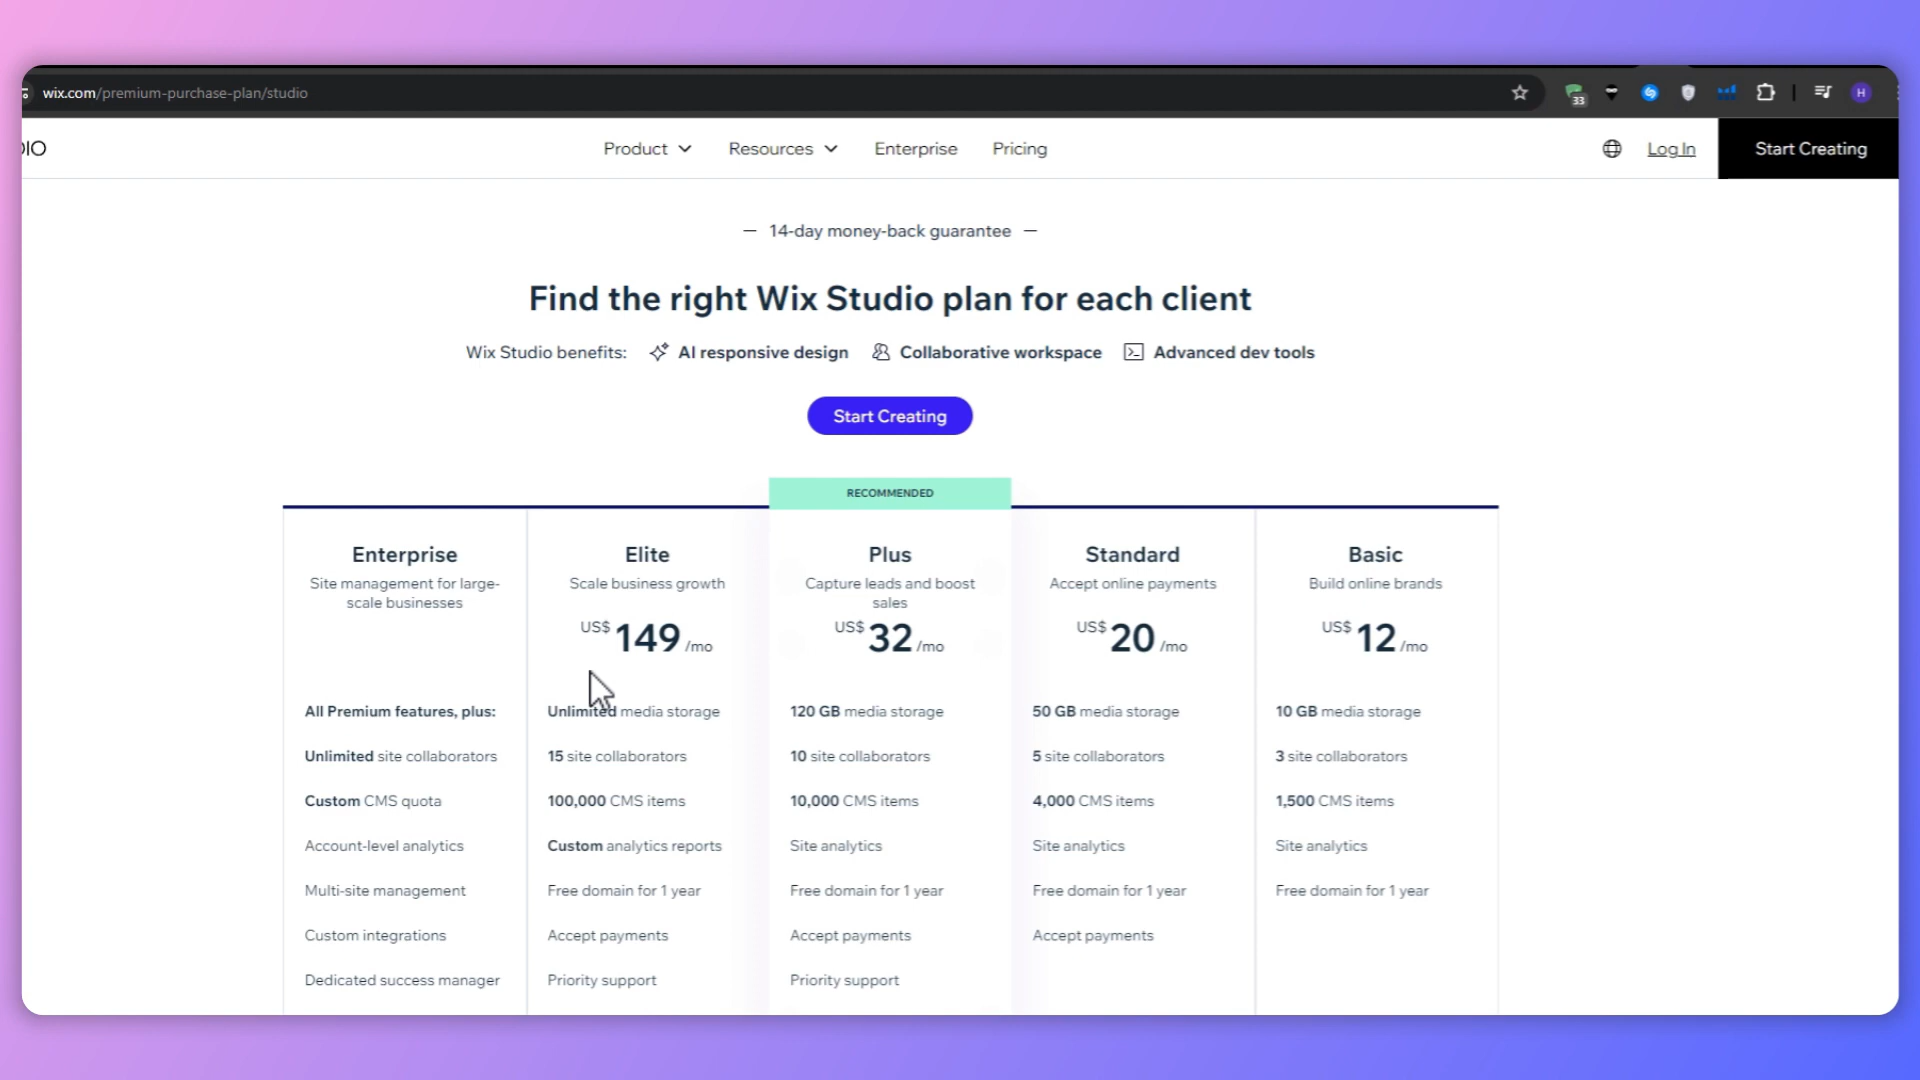 wix.com/premium-purchase-plan/studio
33
H
IO
Product
Resources
Enterprise
Pricing
Log In
Start Creating
— 14-day money-back guarantee —
Find the right Wix Studio plan for each client
Wix Studio benefits: AI responsive design Collaborative workspace Advanced dev tools
Start Creating
RECOMMENDED
Enterprise
Site management for large-
scale businesses
All Premium features, plus:
Unlimited site collaborators
Custom CMS quota
Account-level analytics
Multi-site management
Custom integrations
Dedicated success manager
Elite
Scale business growth
US$ 149 /mo
Unlimited media storage
15 site collaborators
100,000 CMS items
Custom analytics reports
Free domain for 1 year
Accept payments
Priority support
Plus
Capture leads and boost
sales
US$ 32 /mo
120 GB media storage
10 site collaborators
10,000 CMS items
Site analytics
Free domain for 1 year
Accept payments
Priority support
Standard
Accept online payments
US$ 20 /mo
50 GB media storage
5 site collaborators
4,000 CMS items
Site analytics
Free domain for 1 year
Accept payments
Basic
Build online brands
US$ 12 /mo
10 GB media storage
3 site collaborators
1,500 CMS items
Site analytics
Free domain for 1 year